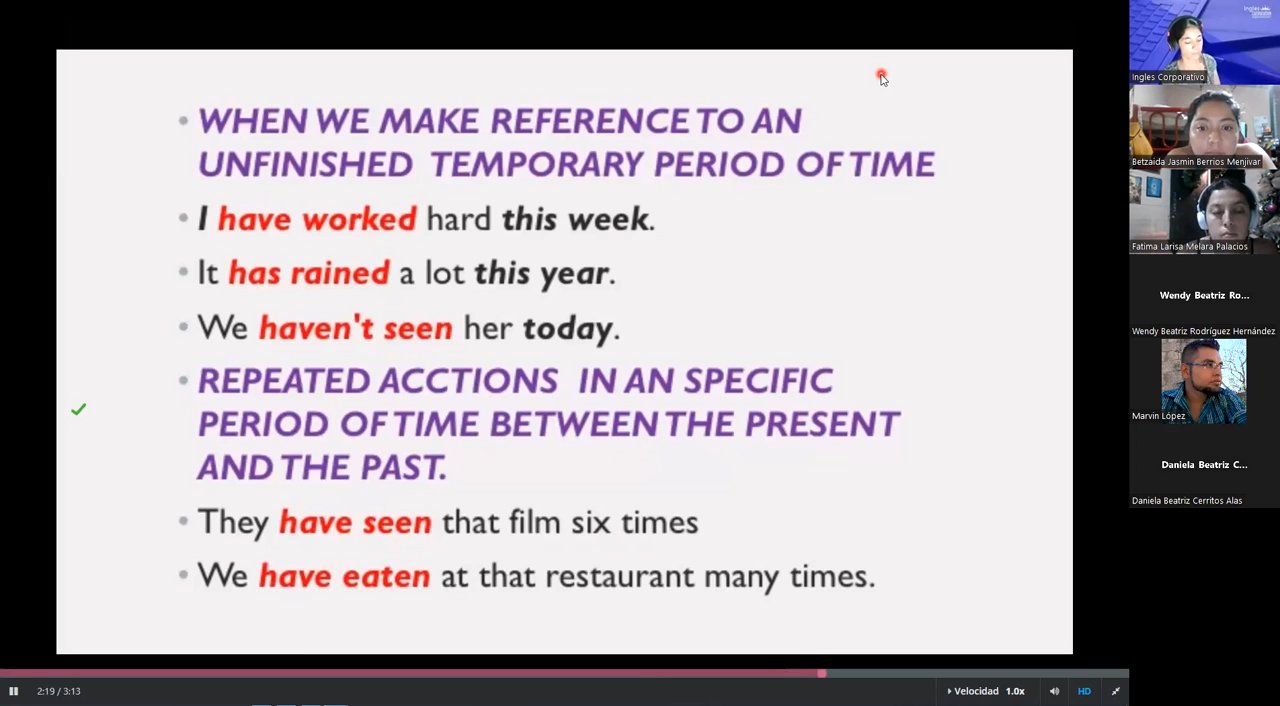 WHEN WE MAKE REFERENCE TO AN
UNFINISHED TEMPORARY PERIOD OF TIME
I have worked hard this week.
It has rained a lot this year.
We haven't seen her today.
REPEATED ACCTIONS IN AN SPECIFIC
PERIOD OF TIME BETWEEN THE PRESENT
AND THE PAST.
They have seen that film six times
We have eaten at that restaurant many times.
Ingles Corporativo
Betzaida Jasmin Berrios Menjivar
Fatima Larisa Melara Palacios
Wendy Beatriz Ro...
Wendy Beatriz Rodríguez Hernández
Marvin López
Daniela Beatriz C...
Daniela Beatriz Cerritos Alas
2:19 / 3:13
Velocidad 1.0x
HD